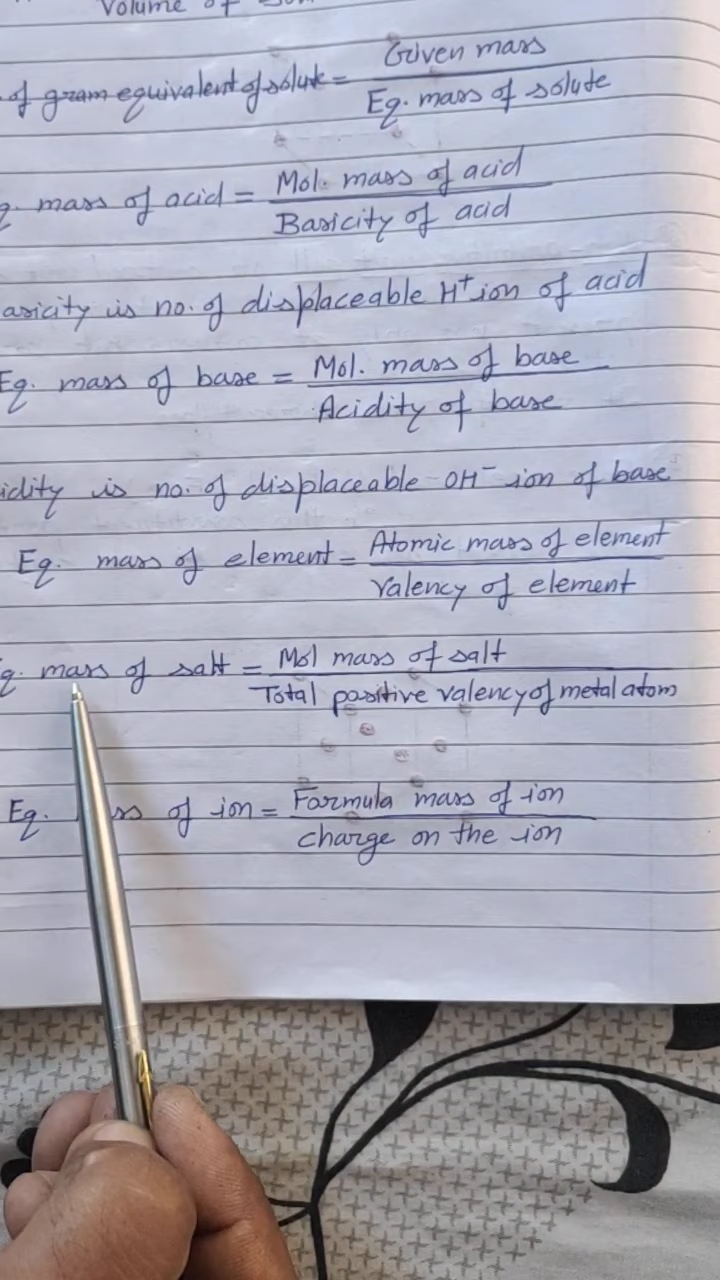 Volume of
of gram equivalent of solute = Given mass / Eq. mass of solute
q. mass of acid = Mol. mass of acid / Basicity of acid
asicity is no. of displaceable H⁺ ion of acid
Eq. mass of base = Mol. mass of base / Acidity of base
idity is no. of displaceable OH⁻ ion of base
Eq. mass of element = Atomic mass of element / Valency of element
q. mass of salt = Mol mass of salt / Total positive valency of metal atom
Eq. ss of ion = Formula mass of ion / charge on the ion